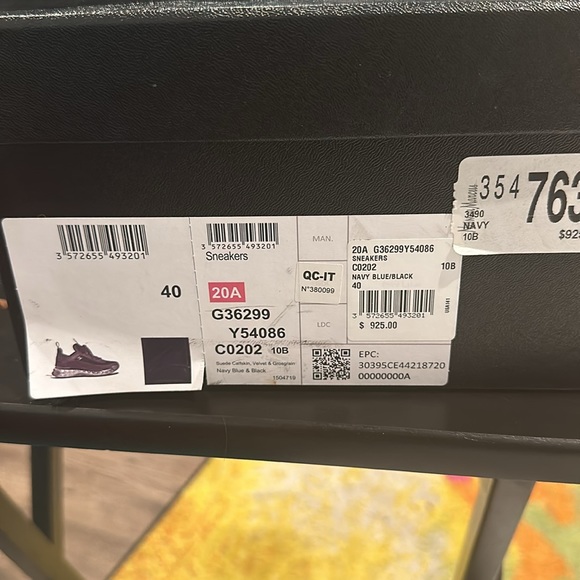 3 572655 493201
40
3 572655 493201
Sneakers
20A
G36299
Y54086
C0202 10B
Suede Calfskin, Velvet & Grosgrain
Navy Blue & Black
1504719
MAN.
QC-IT
N°380099
LDC
EPC:
30395CE44218720
00000000A
20A G36299Y54086
SNEAKERS
C0202 10B
NAVY BLUE/BLACK
40
3 572655 493201
$ 925.00
354 763
3490
NAVY
10B
$92